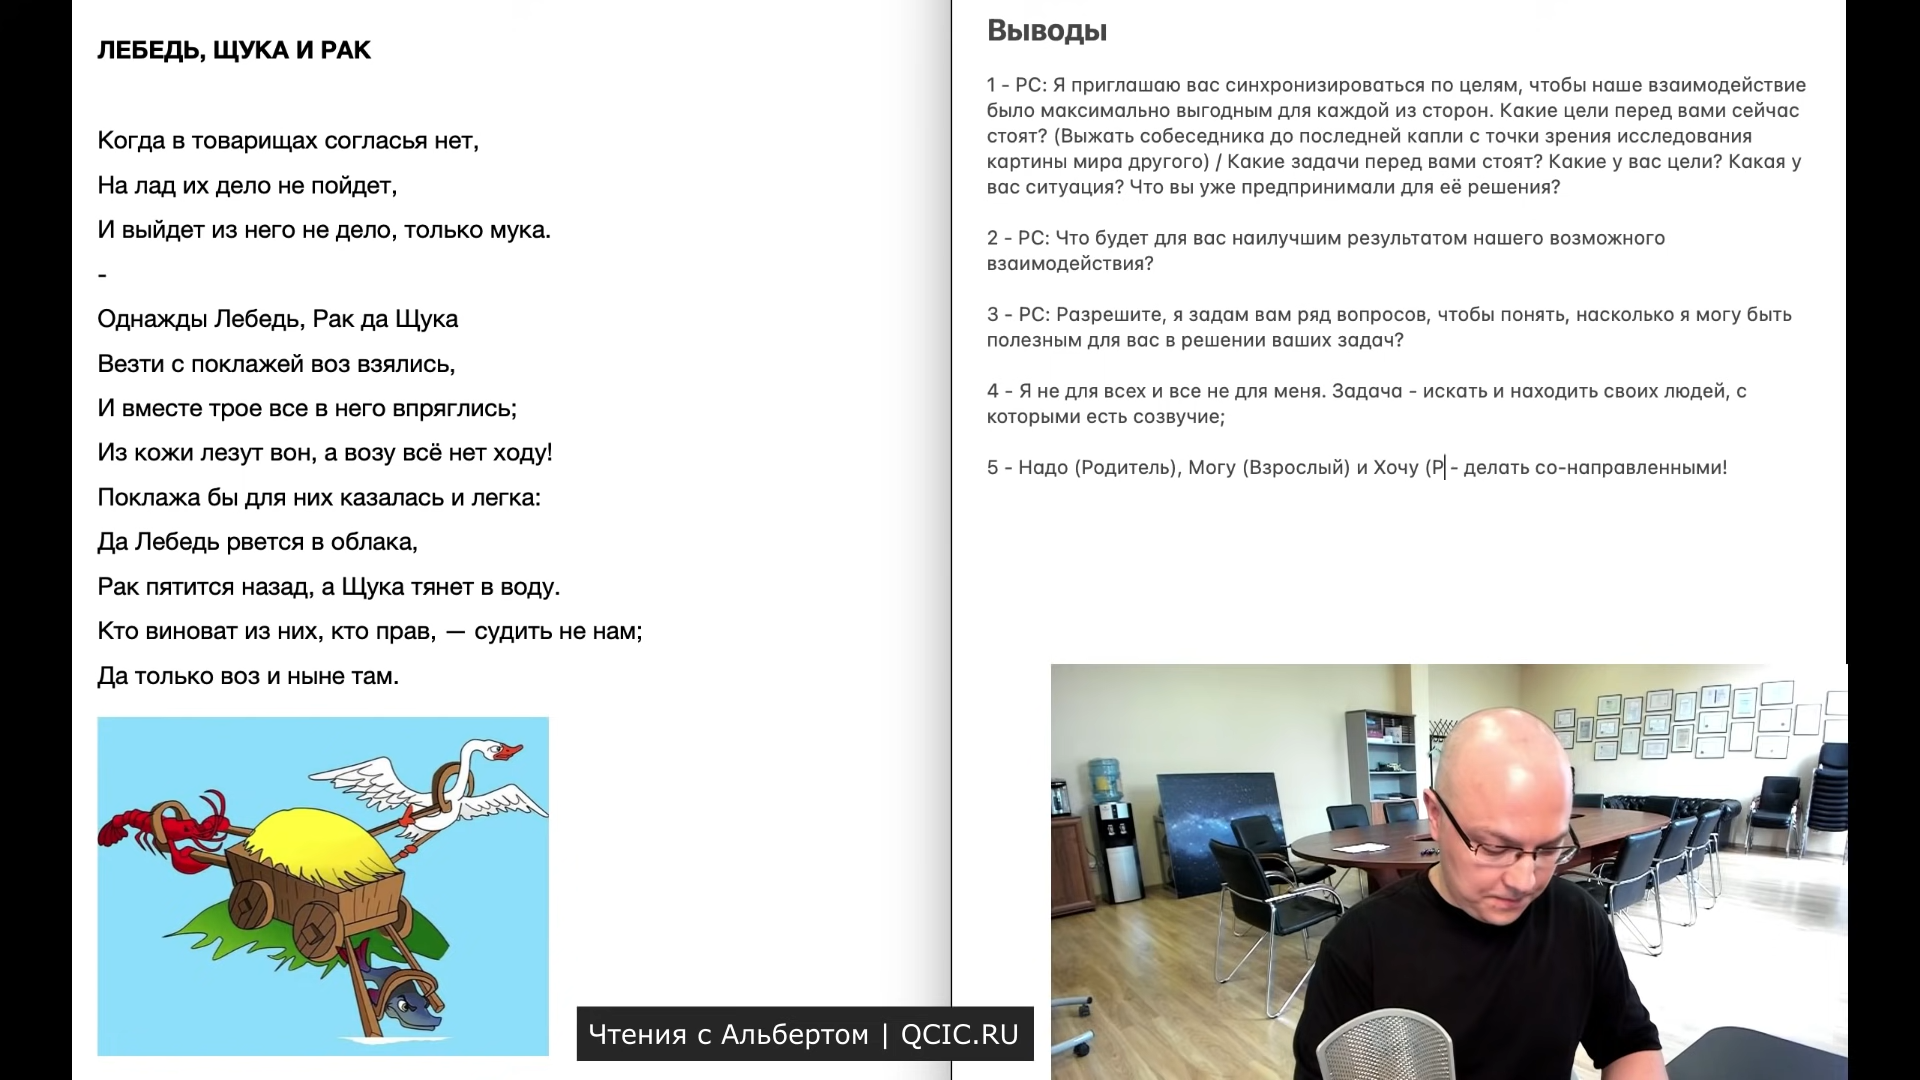 ЛЕБЕДЬ, ЩУКА И РАК
Когда в товарищах согласья нет,
На лад их дело не пойдет,
И выйдет из него не дело, только мука.
-
Однажды Лебедь, Рак да Щука
Везти с поклажей воз взялись,
И вместе трое все в него впряглись;
Из кожи лезут вон, а возу всё нет ходу!
Поклажа бы для них казалась и легка:
Да Лебедь рвется в облака,
Рак пятится назад, а Щука тянет в воду.
Кто виноват из них, кто прав, — судить не нам;
Да только воз и ныне там.
Выводы
1 - РС: Я приглашаю вас синхронизироваться по целям, чтобы наше взаимодействие
было максимально выгодным для каждой из сторон. Какие цели перед вами сейчас
стоят? (Выжать собеседника до последней капли с точки зрения исследования
картины мира другого) / Какие задачи перед вами стоят? Какие у вас цели? Какая у
вас ситуация? Что вы уже предпринимали для её решения?
2 - РС: Что будет для вас наилучшим результатом нашего возможного
взаимодействия?
3 - РС: Разрешите, я задам вам ряд вопросов, чтобы понять, насколько я могу быть
полезным для вас в решении ваших задач?
4 - Я не для всех и все не для меня. Задача - искать и находить своих людей, с
которыми есть созвучие;
5 - Надо (Родитель), Могу (Взрослый) и Хочу (Р - делать со-направленными!
Чтения с Альбертом | QCIC.RU